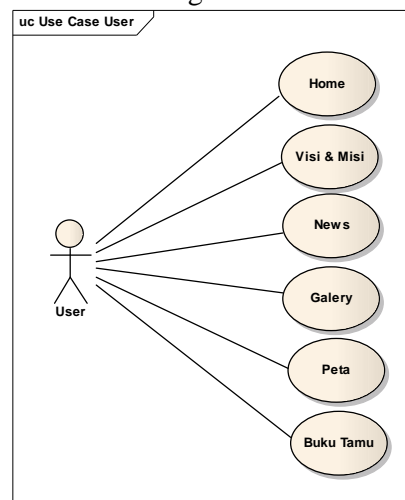 uc Use Case User
Home
Visi & Misi
News
Galery
User
Peta
Buku Tamu